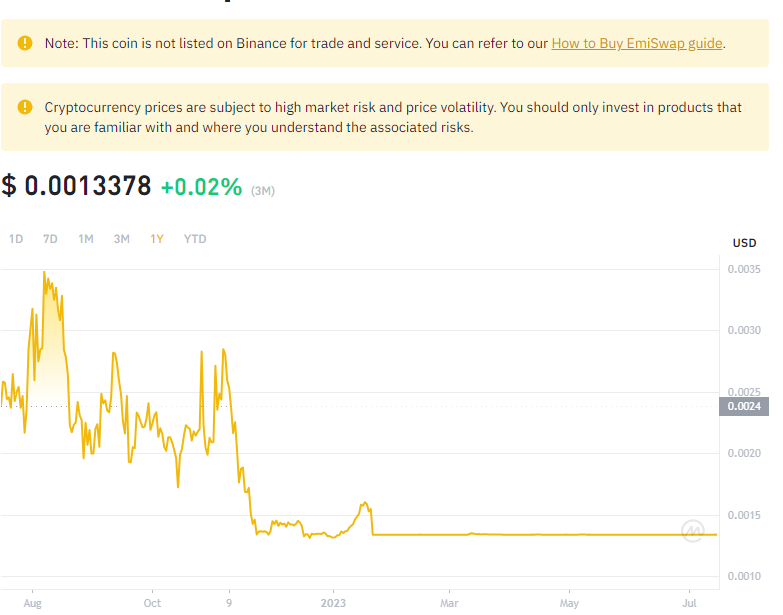 Note: This coin is not listed on Binance for trade and service. You can refer to our How to Buy EmiSwap guide.
Cryptocurrency prices are subject to high market risk and price volatility. You should only invest in products that
you are familiar with and where you understand the associated risks.
$ 0.0013378 +0.02% (3M)
1D 7D 1M 3M 1Y YTD
USD
0.0035
0.0030
0.0025
0.0024
0.0020
0.0015
0.0010
Aug Oct 9 2023 Mar May Jul